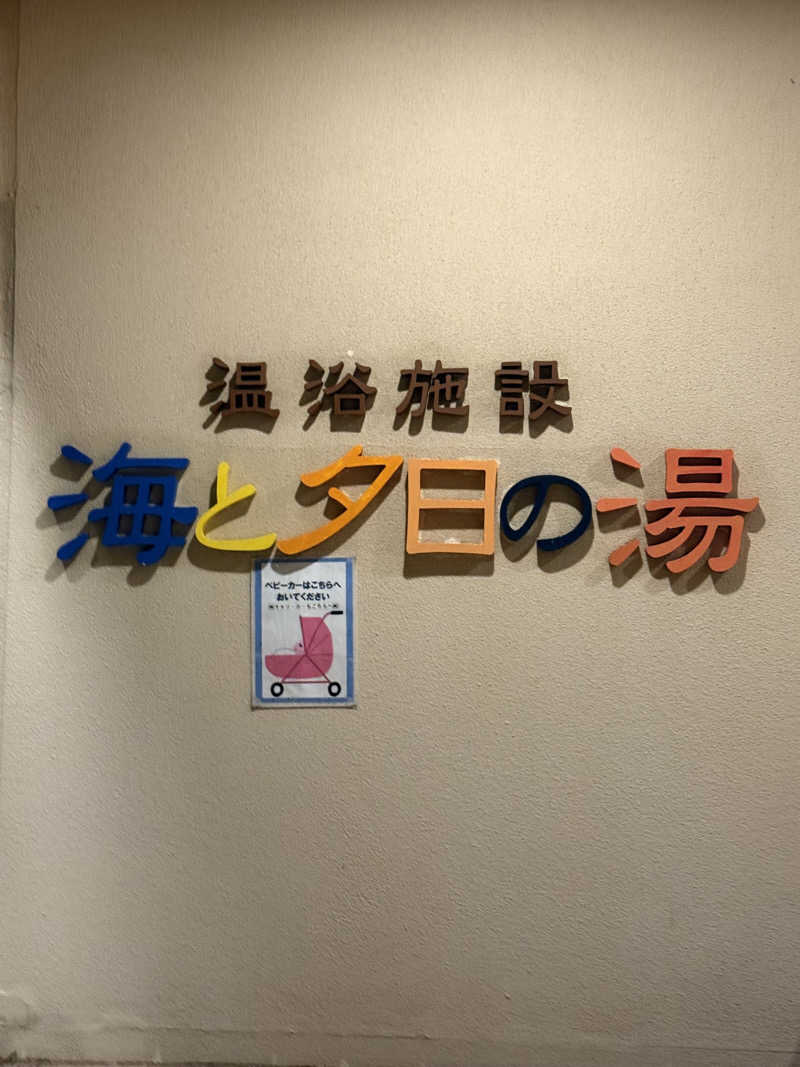 温浴施設
海と夕日の湯
ベビーカーはこちらへ
おいてください